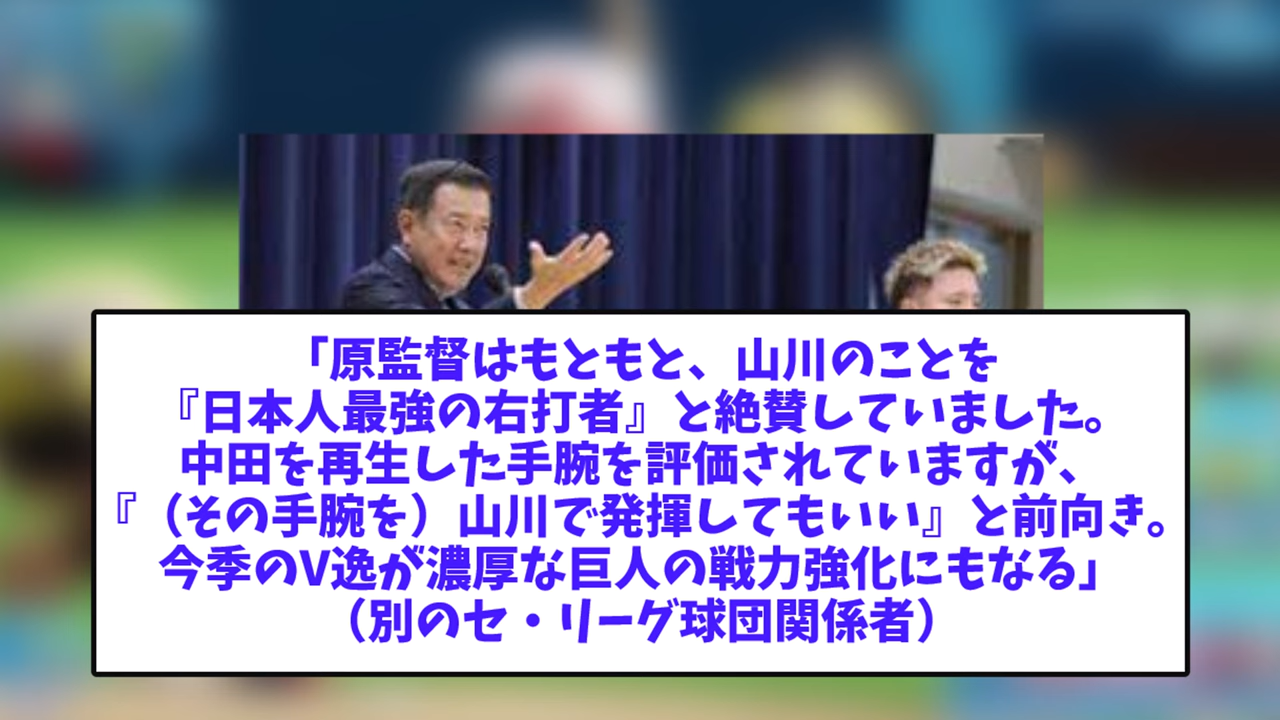 「原監督はもともと、山川のことを
『日本人最強の右打者』と絶賛していました。
中田を再生した手腕を評価されていますが、
『（その手腕を）山川で発揮してもいい』と前向き。
今季のV逸が濃厚な巨人の戦力強化にもなる」
（別のセ・リーグ球団関係者）